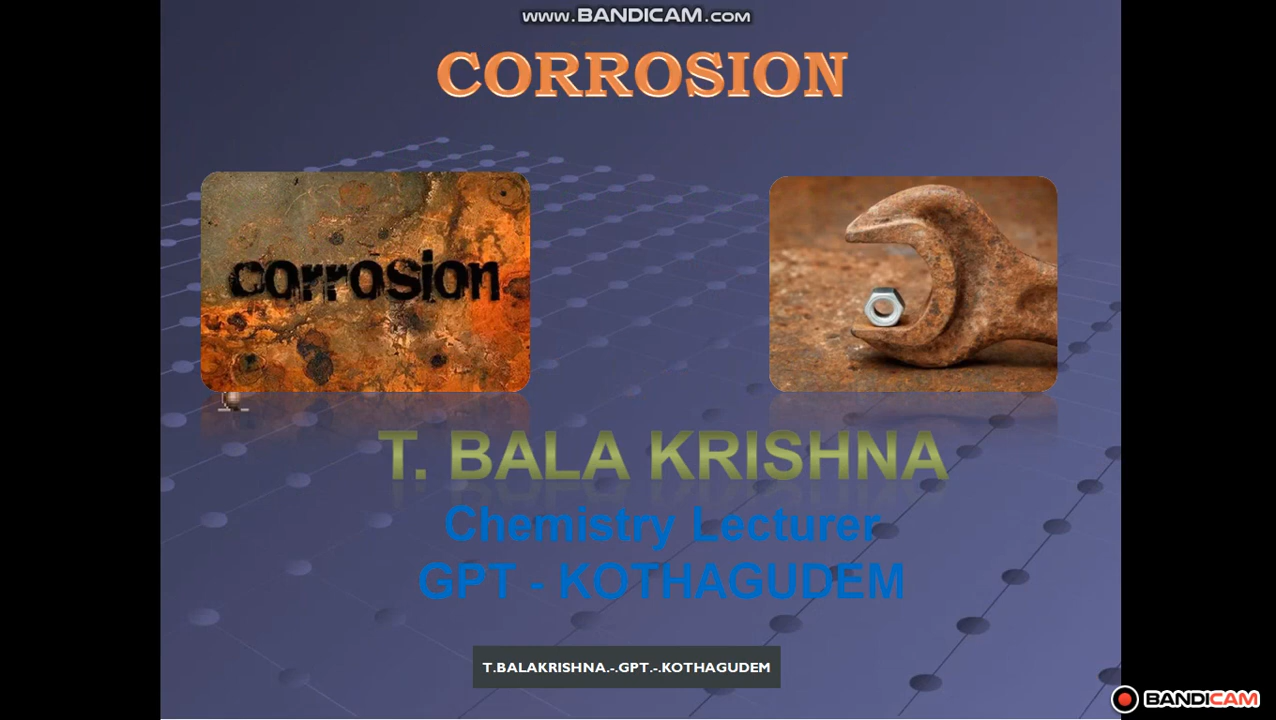 www.BANDICAM.com
CORROSION
corrosion
T. BALA KRISHNA
Chemistry Lecturer
GPT - KOTHAGUDEM
T.BALAKRISHNA.-.GPT.-.KOTHAGUDEM
BANDICAM